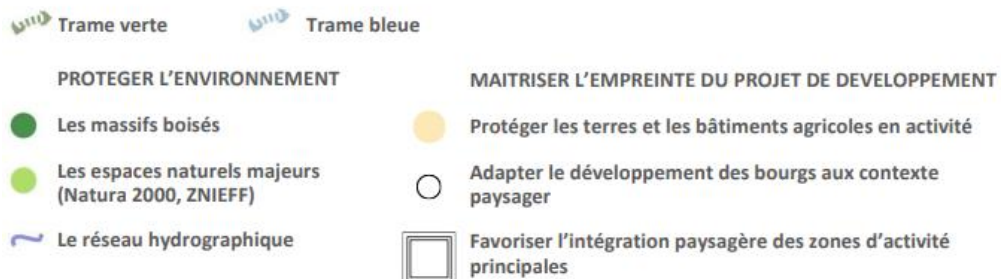 Trame verte
Trame bleue
PROTEGER L'ENVIRONNEMENT
Les massifs boisés
Les espaces naturels majeurs
(Natura 2000, ZNIEFF)
Le réseau hydrographique
MAITRISER L'EMPREINTE DU PROJET DE DEVELOPPEMENT
Protéger les terres et les bâtiments agricoles en activité
Adapter le développement des bourgs aux contexte
paysager
Favoriser l'intégration paysagère des zones d'activité
principales